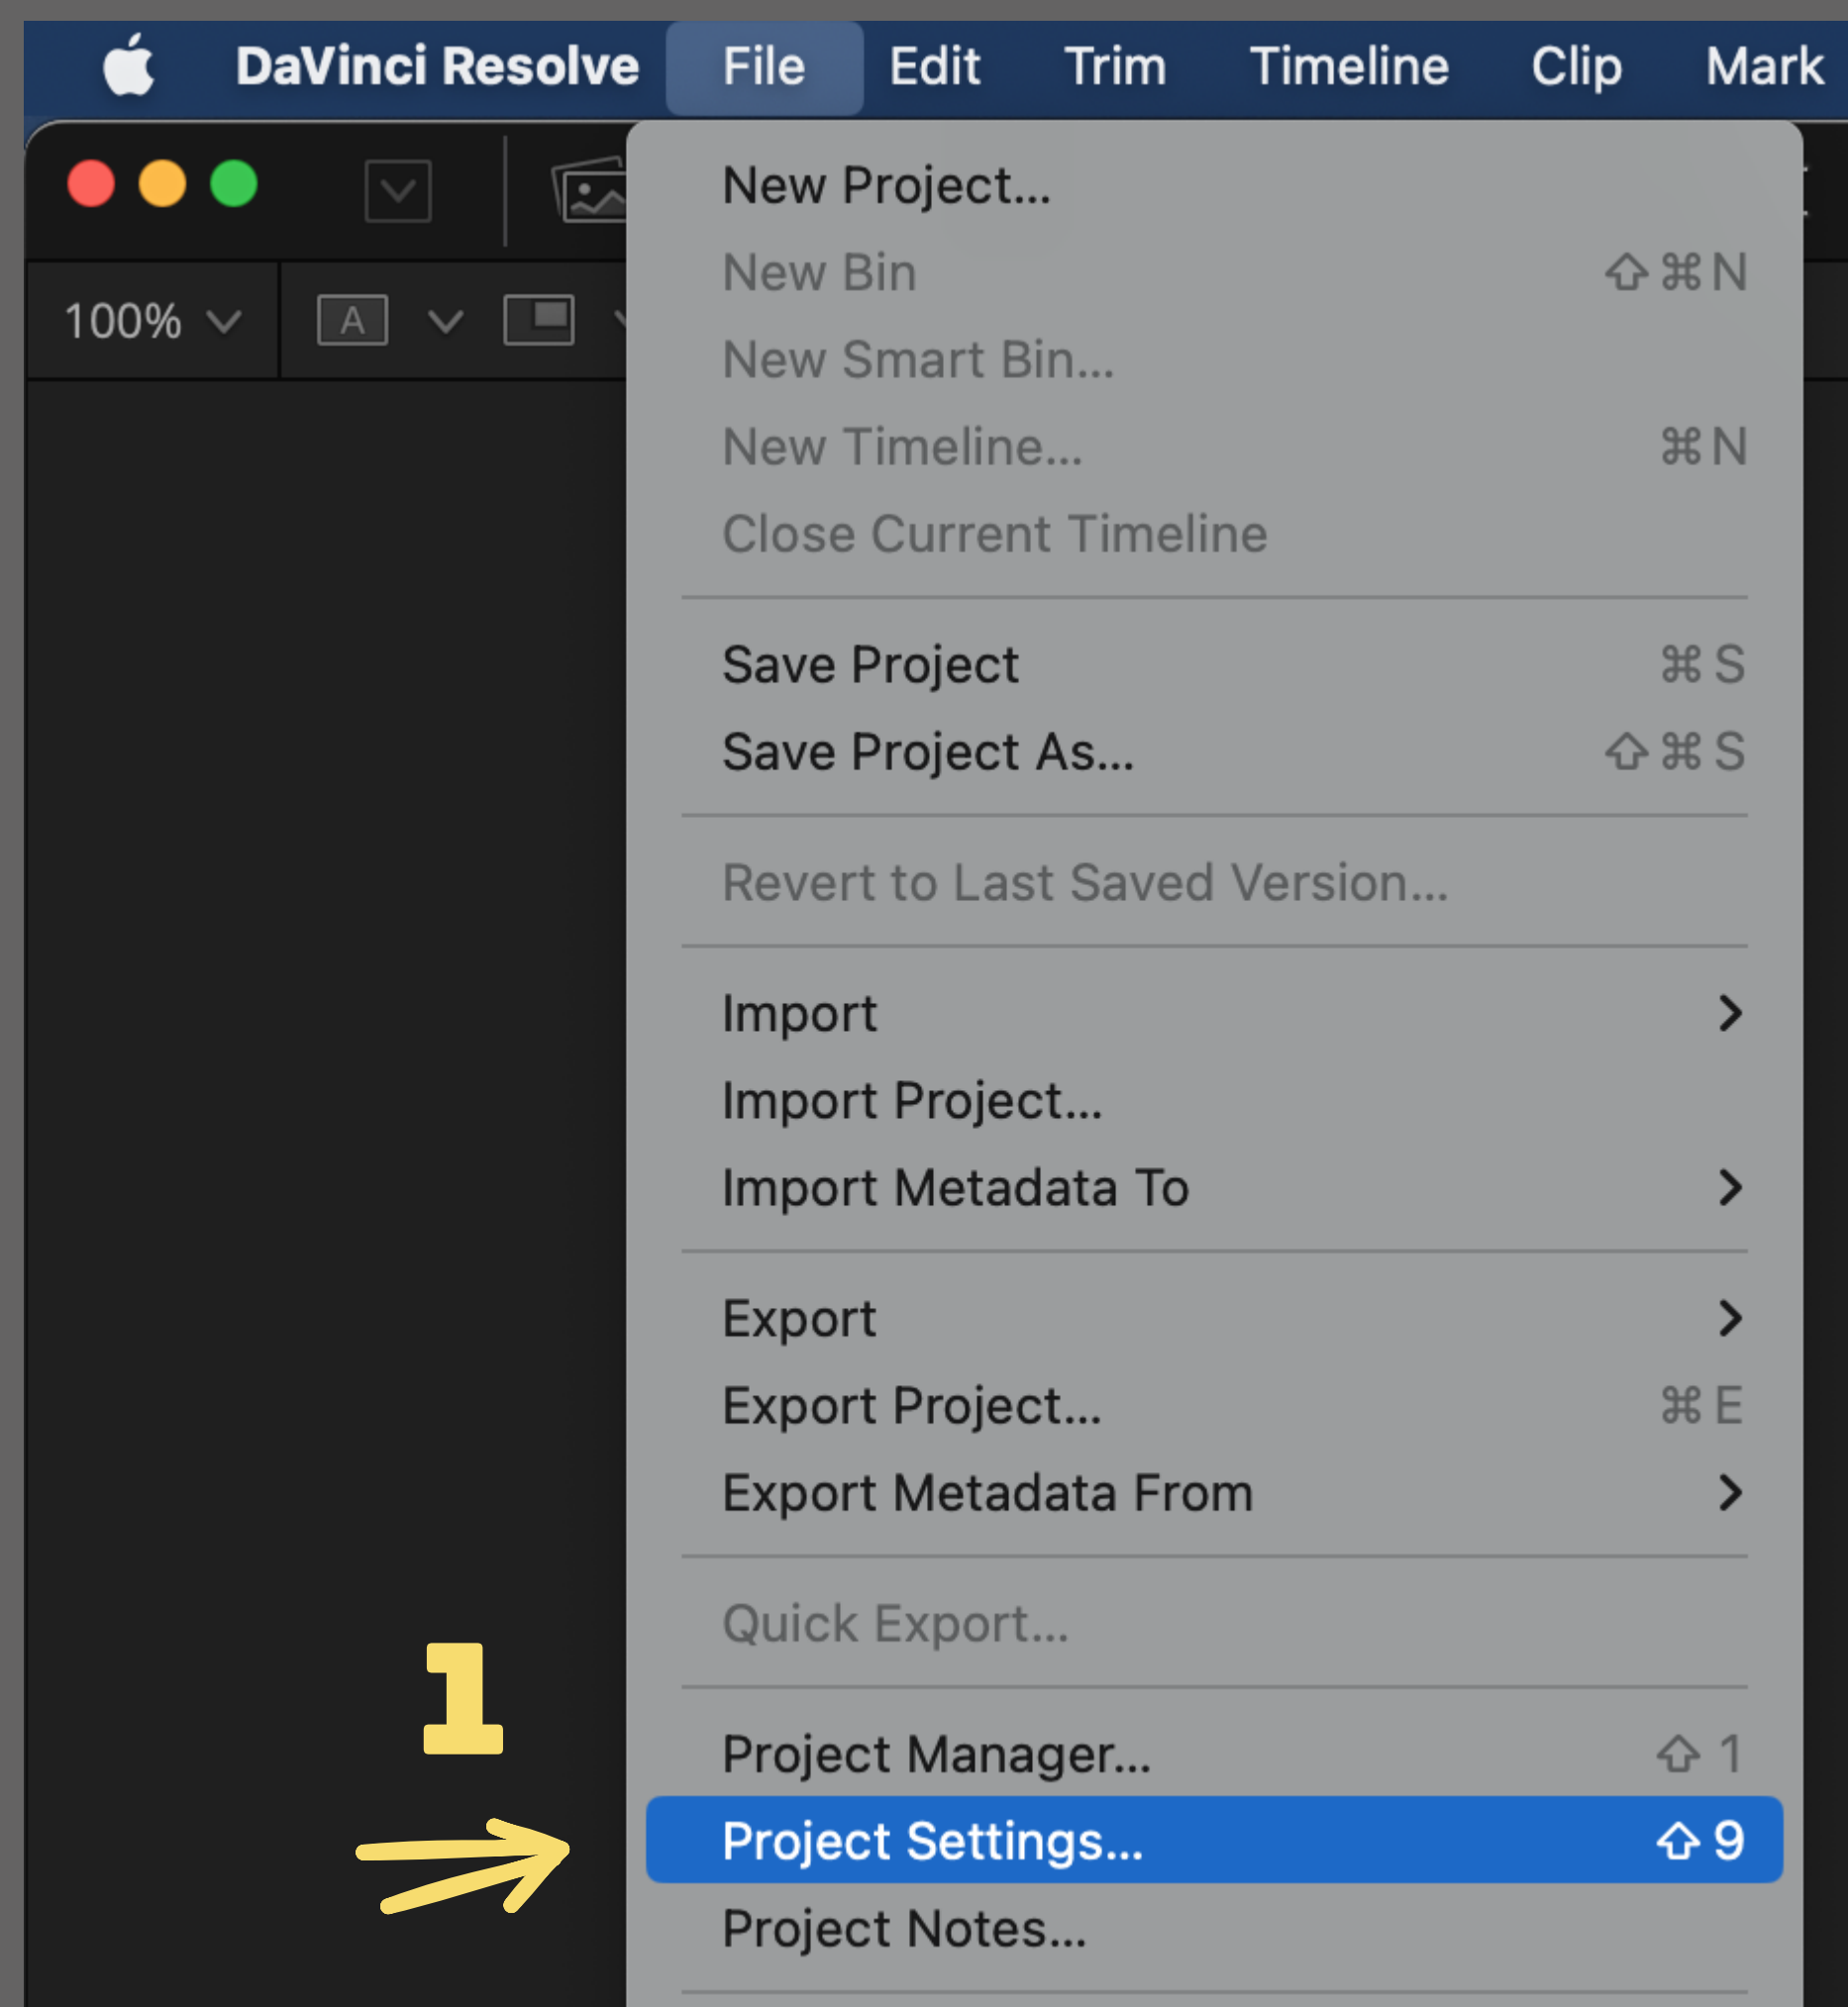 DaVinci Resolve File Edit Trim Timeline Clip Mark
New Project...
100% A
New Bin ⇧⌘N
New Smart Bin...
New Timeline... ⌘N
Close Current Timeline
Save Project ⌘S
Save Project As... ⇧⌘S
Revert to Last Saved Version...
Import
Import Project...
Import Metadata To
Export
Export Project... ⌘E
Export Metadata From
Quick Export...
1
Project Manager... ⇧1
Project Settings... ⇧9
Project Notes...